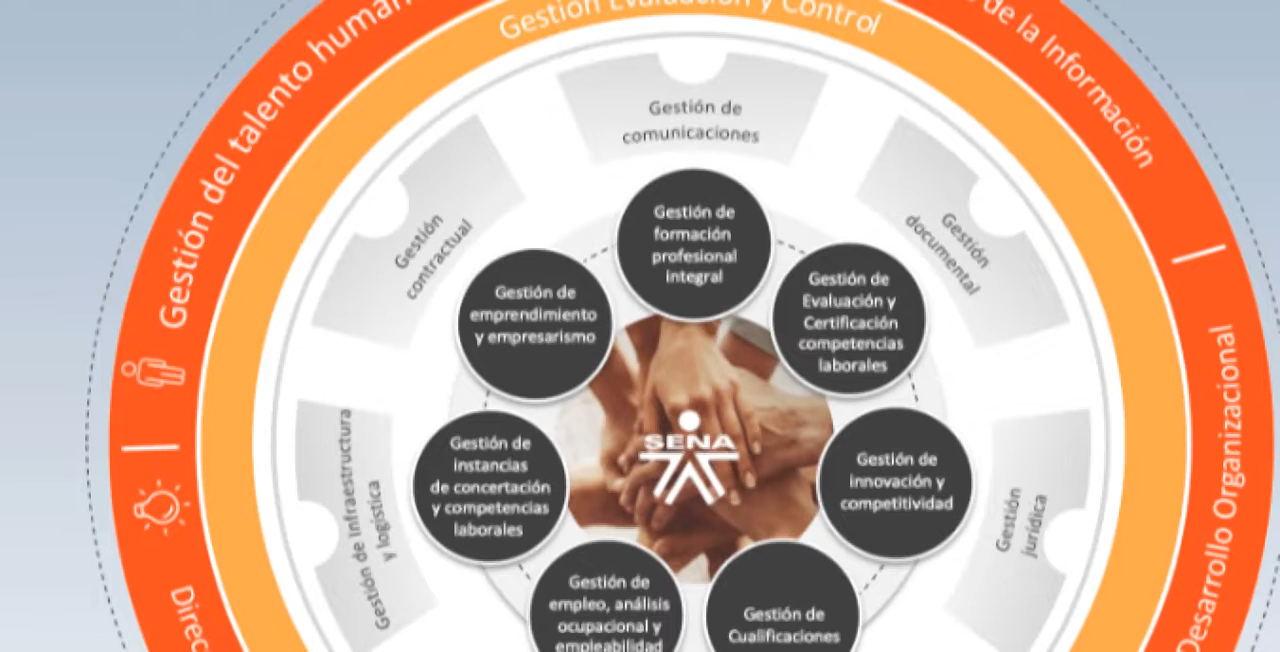 Gestión del talento human
Gestión Evaluación y Control
de la Información
Gestión de
comunicaciones
Gestión
contractual
Gestión
documental
Gestión de
formación
profesional
integral
Gestión de
emprendimiento
y empresarismo
Gestión de
Evaluación y
Certificación
competencias
laborales
SENA
Gestión de
instancias
de concertación
y competencias
laborales
Gestión de
innovación y
competitividad
Gestión de Infraestructura
y logística
Gestión
jurídica
Desarrollo Organizacional
Gestión de
empleo, análisis
ocupacional y
empleabilidad
Gestión de
Cualificaciones
Direc